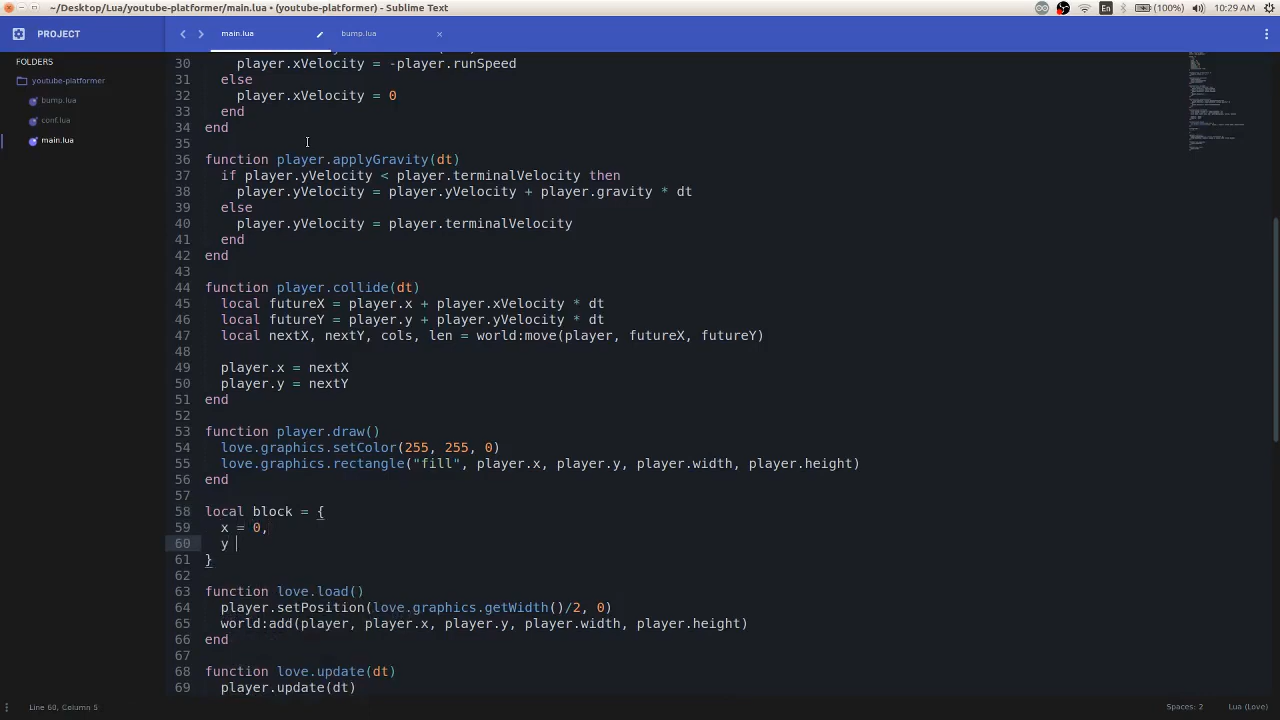 ~/Desktop/Lua/youtube-platformer/main.lua • (youtube-platformer) - Sublime Text
En
(100%)
10:29 AM
PROJECT
main.lua
bump.lua
FOLDERS
youtube-platformer
bump.lua
conf.lua
main.lua
30 player.xVelocity = -player.runSpeed
31 else
32 player.xVelocity = 0
33 end
34 end
35
36 function player.applyGravity(dt)
37 if player.yVelocity < player.terminalVelocity then
38 player.yVelocity = player.yVelocity + player.gravity * dt
39 else
40 player.yVelocity = player.terminalVelocity
41 end
42 end
43
44 function player.collide(dt)
45 local futureX = player.x + player.xVelocity * dt
46 local futureY = player.y + player.yVelocity * dt
47 local nextX, nextY, cols, len = world:move(player, futureX, futureY)
48
49 player.x = nextX
50 player.y = nextY
51 end
52
53 function player.draw()
54 love.graphics.setColor(255, 255, 0)
55 love.graphics.rectangle("fill", player.x, player.y, player.width, player.height)
56 end
57
58 local block = {
59 x = 0,
60 y
61 }
62
63 function love.load()
64 player.setPosition(love.graphics.getWidth()/2, 0)
65 world:add(player, player.x, player.y, player.width, player.height)
66 end
67
68 function love.update(dt)
69 player.update(dt)
Line 60, Column 5
Spaces: 2
Lua (Love)